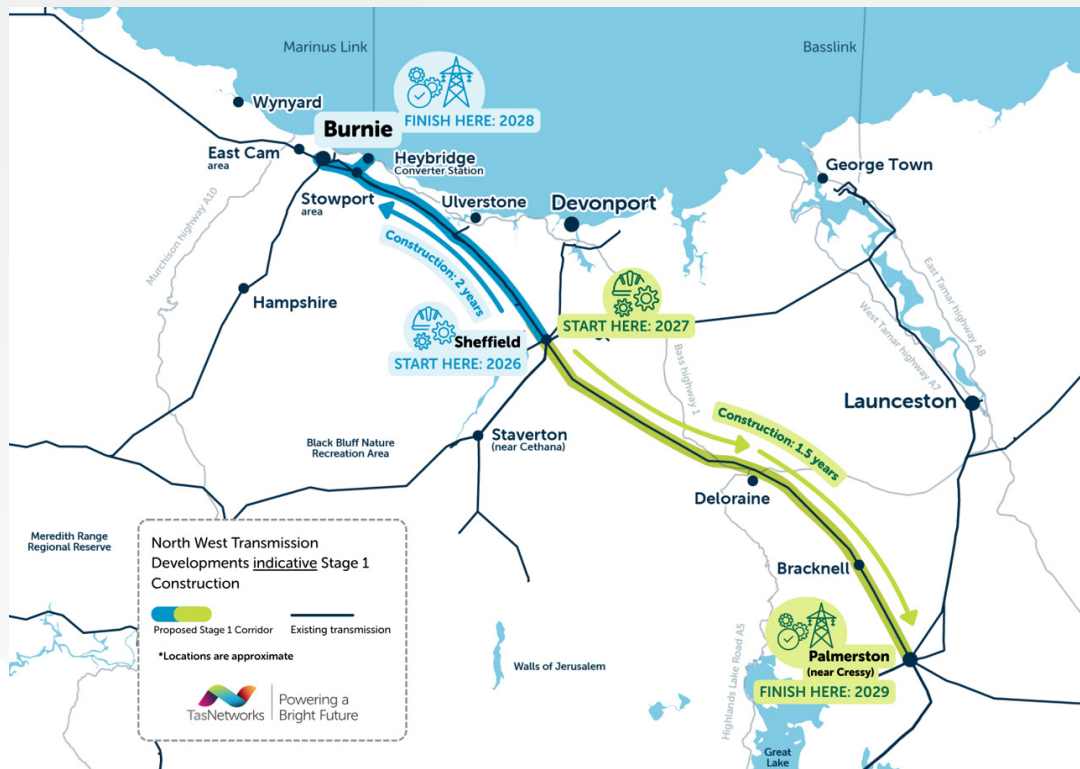 Marinus Link
Basslink
Wynyard
FINISH HERE: 2028
Burnie
East Cam
area
Heybridge
Converter Station
George Town
Stowport
area
Ulverstone
Devonport
Murchison highway A10
Construction: 2 years
East Tamar highway A8
West Tamar highway A7
Hampshire
START HERE: 2027
Sheffield
START HERE: 2026
Bass highway 1
Launceston
Construction: 1.5 years
Staverton
(near Cethana)
Black Bluff Nature
Recreation Area
Deloraine
Meredith Range
Regional Reserve
North West Transmission
Developments indicative Stage 1
Construction
Proposed Stage 1 Corridor
Existing transmission
*Locations are approximate
TasNetworks
Powering a
Bright Future
Bracknell
Walls of Jerusalem
Highlands Lake Road A5
Palmerston
(near Cressy)
FINISH HERE: 2029
Great
Lake